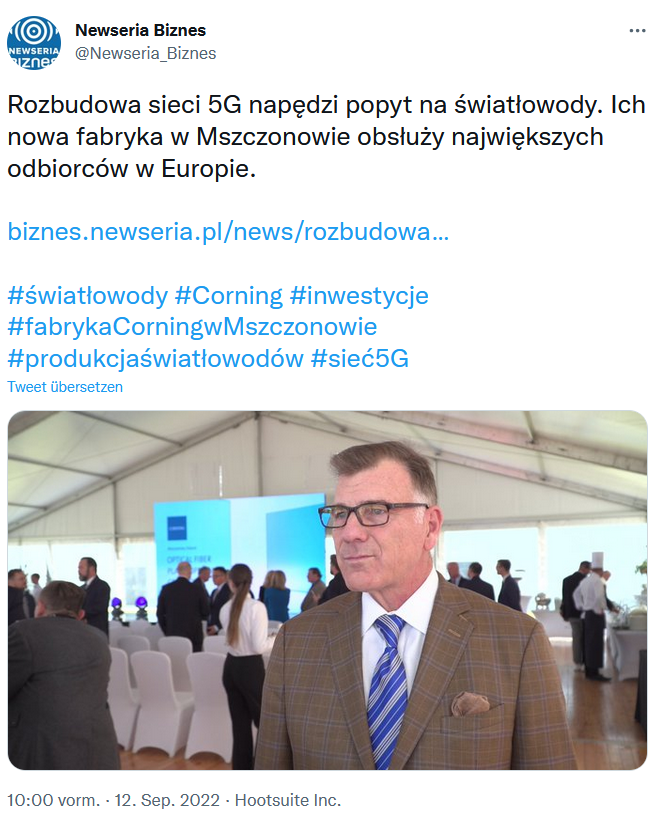 Newseria Biznes
@Newseria_Biznes
NEWSERIA
Rozbudowa sieci 5G napędzi popyt na światłowody. Ich
nowa fabryka w Mszczonowie obsłuży największych
odbiorców w Europie.
biznes.newseria.pl/news/rozbudowa...
#światłowody #Corning #inwestycje
#fabrykaCorningwMszczonowie
#produkcjaświatłowodów #sieć5G
Tweet übersetzen
OPTICAL FIBER
10:00 vorm. · 12. Sep. 2022 · Hootsuite Inc.